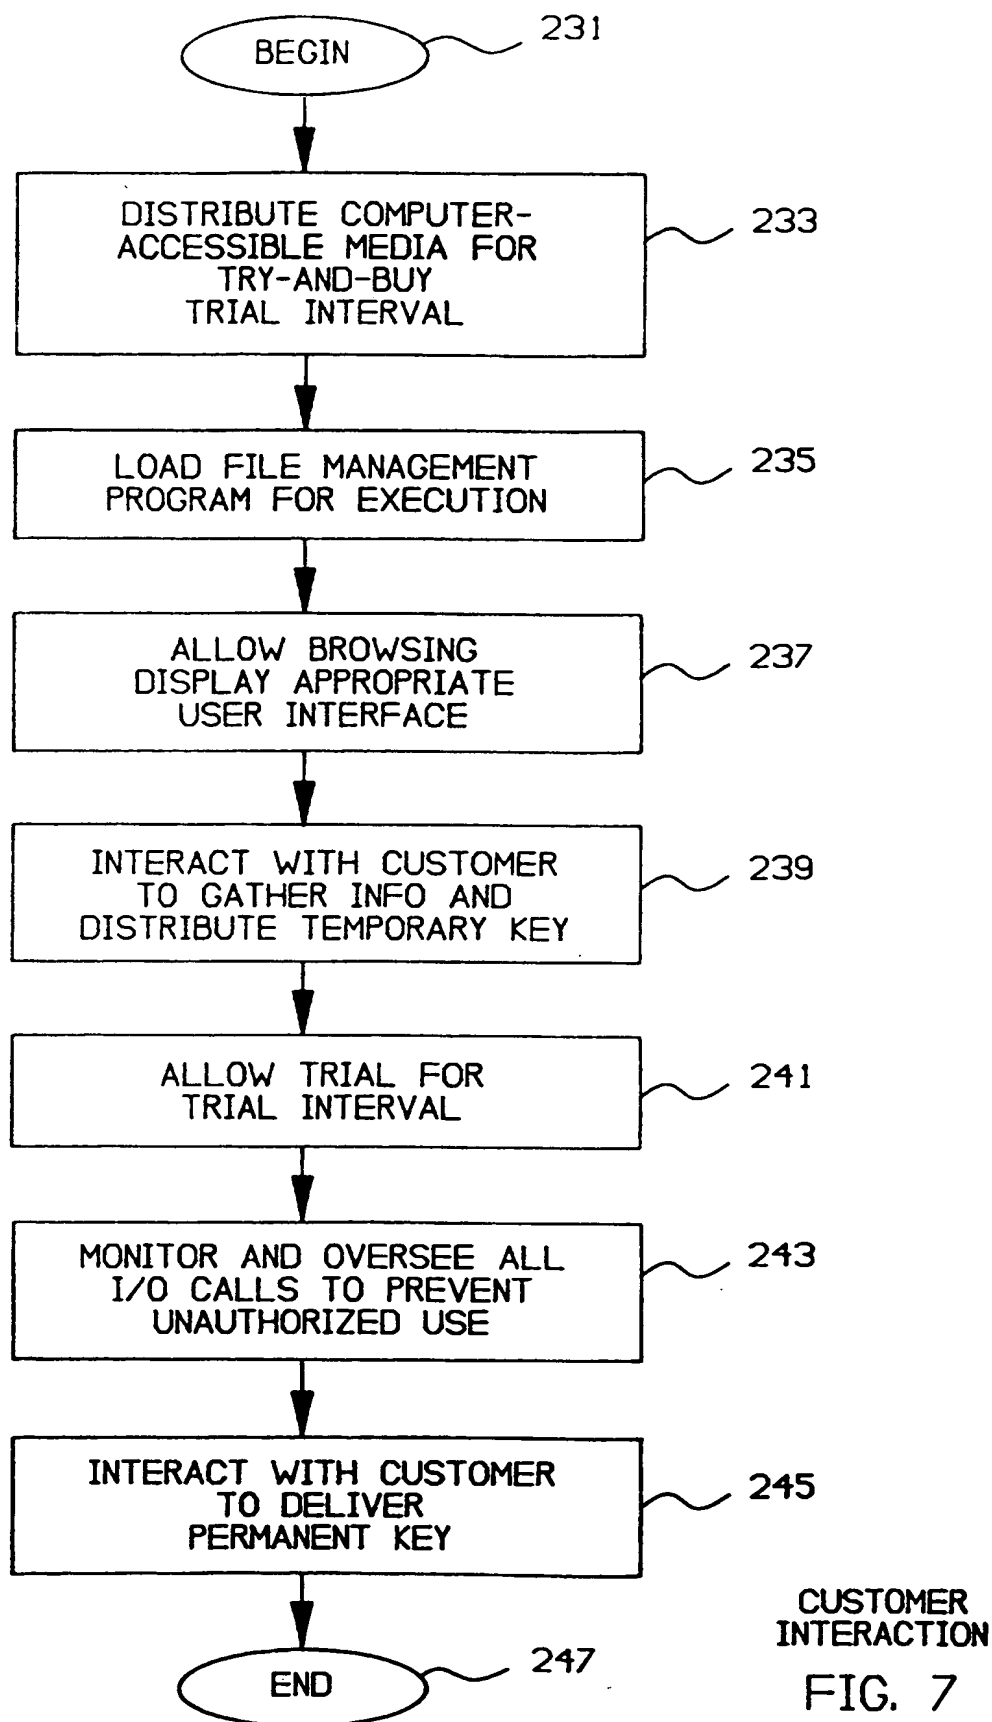 BEGIN
231
DISTRIBUTE COMPUTER-
ACCESSIBLE MEDIA FOR
TRY-AND-BUY
TRIAL INTERVAL
233
LOAD FILE MANAGEMENT
PROGRAM FOR EXECUTION
235
ALLOW BROWSING
DISPLAY APPROPRIATE
USER INTERFACE
237
INTERACT WITH CUSTOMER
TO GATHER INFO AND
DISTRIBUTE TEMPORARY KEY
239
ALLOW TRIAL FOR
TRIAL INTERVAL
241
MONITOR AND OVERSEE ALL
I/O CALLS TO PREVENT
UNAUTHORIZED USE
243
INTERACT WITH CUSTOMER
TO DELIVER
PERMANENT KEY
245
END
247
CUSTOMER
INTERACTION
FIG. 7